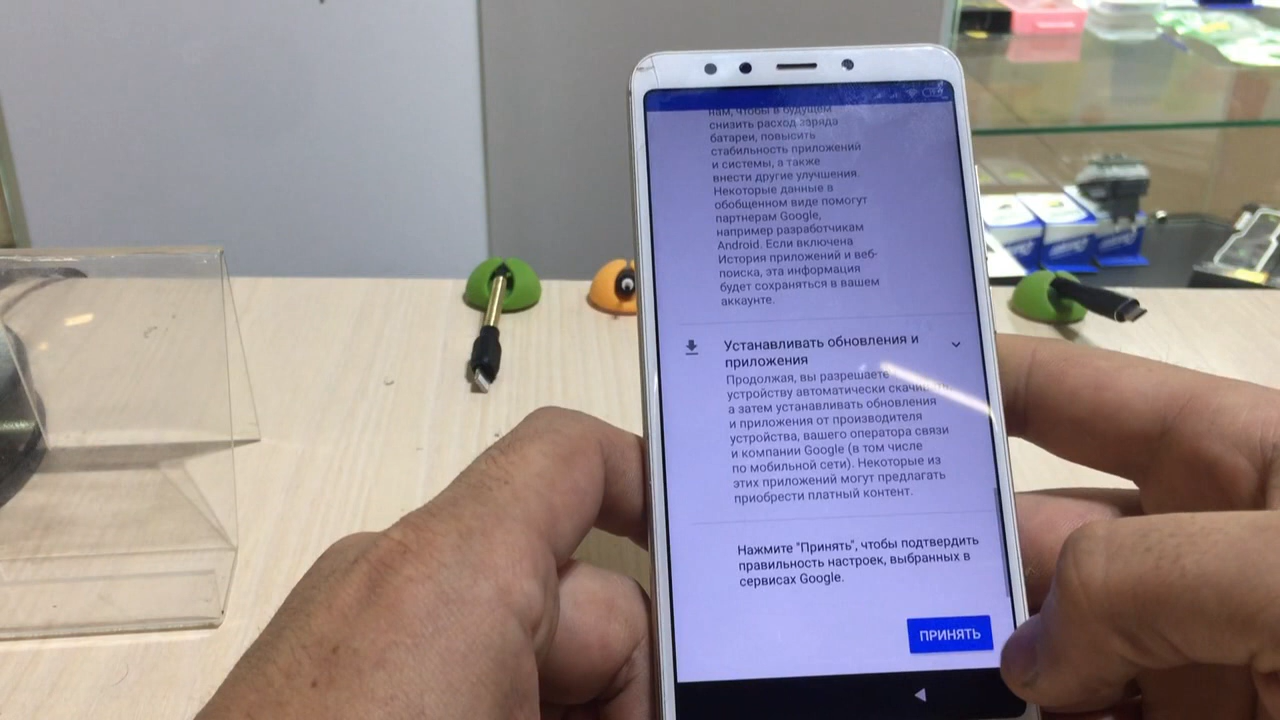 нам, чтобы в будущем
снизить расход заряда
батареи, повысить
стабильность приложений
и системы, а также
внести другие улучшения.
Некоторые данные в
обобщенном виде помогут
партнерам Google,
например разработчикам
Android. Если включена
История приложений и веб-
поиска, эта информация
будет сохраняться в вашем
аккаунте.
Устанавливать обновления и
приложения
Продолжая, вы разрешаете
устройству автоматически
а затем устанавливать обновления
и приложения от производителя
устройства, вашего оператора связи
и компании Google (в том числе
по мобильной сети). Некоторые из
этих приложений могут предлагать
приобрести платный контент.
Нажмите "Принять", чтобы подтвердить
правильность настроек, выбранных в
сервисах Google.
ПРИНЯТЬ